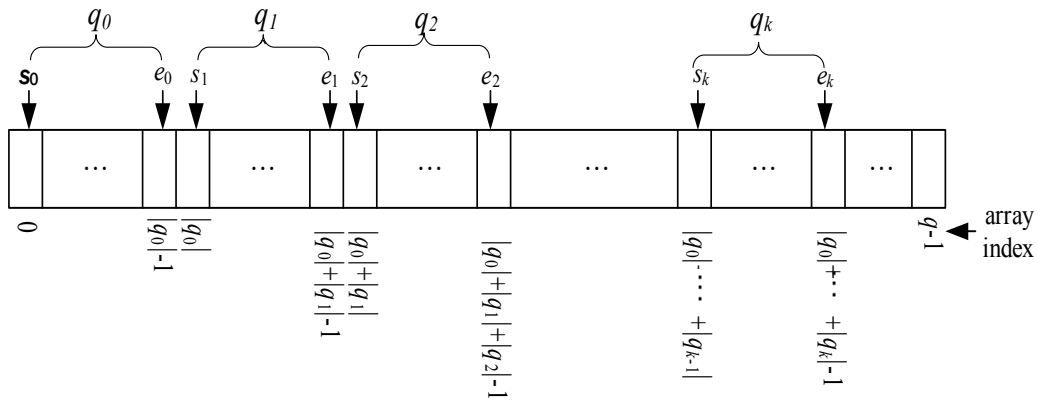 q0 q1 q2 qk
s0 e0 s1 e1 s2 e2 sk ek
... ... ... ... ... ...
0 |q0|-1 |q0| |q0|+|q1|-1 |q0|+|q1| |q0|+|q1|+|q2|-1 |q0|+...+|qk-1| |q0|+...+|qk|-1 q-1
array
index